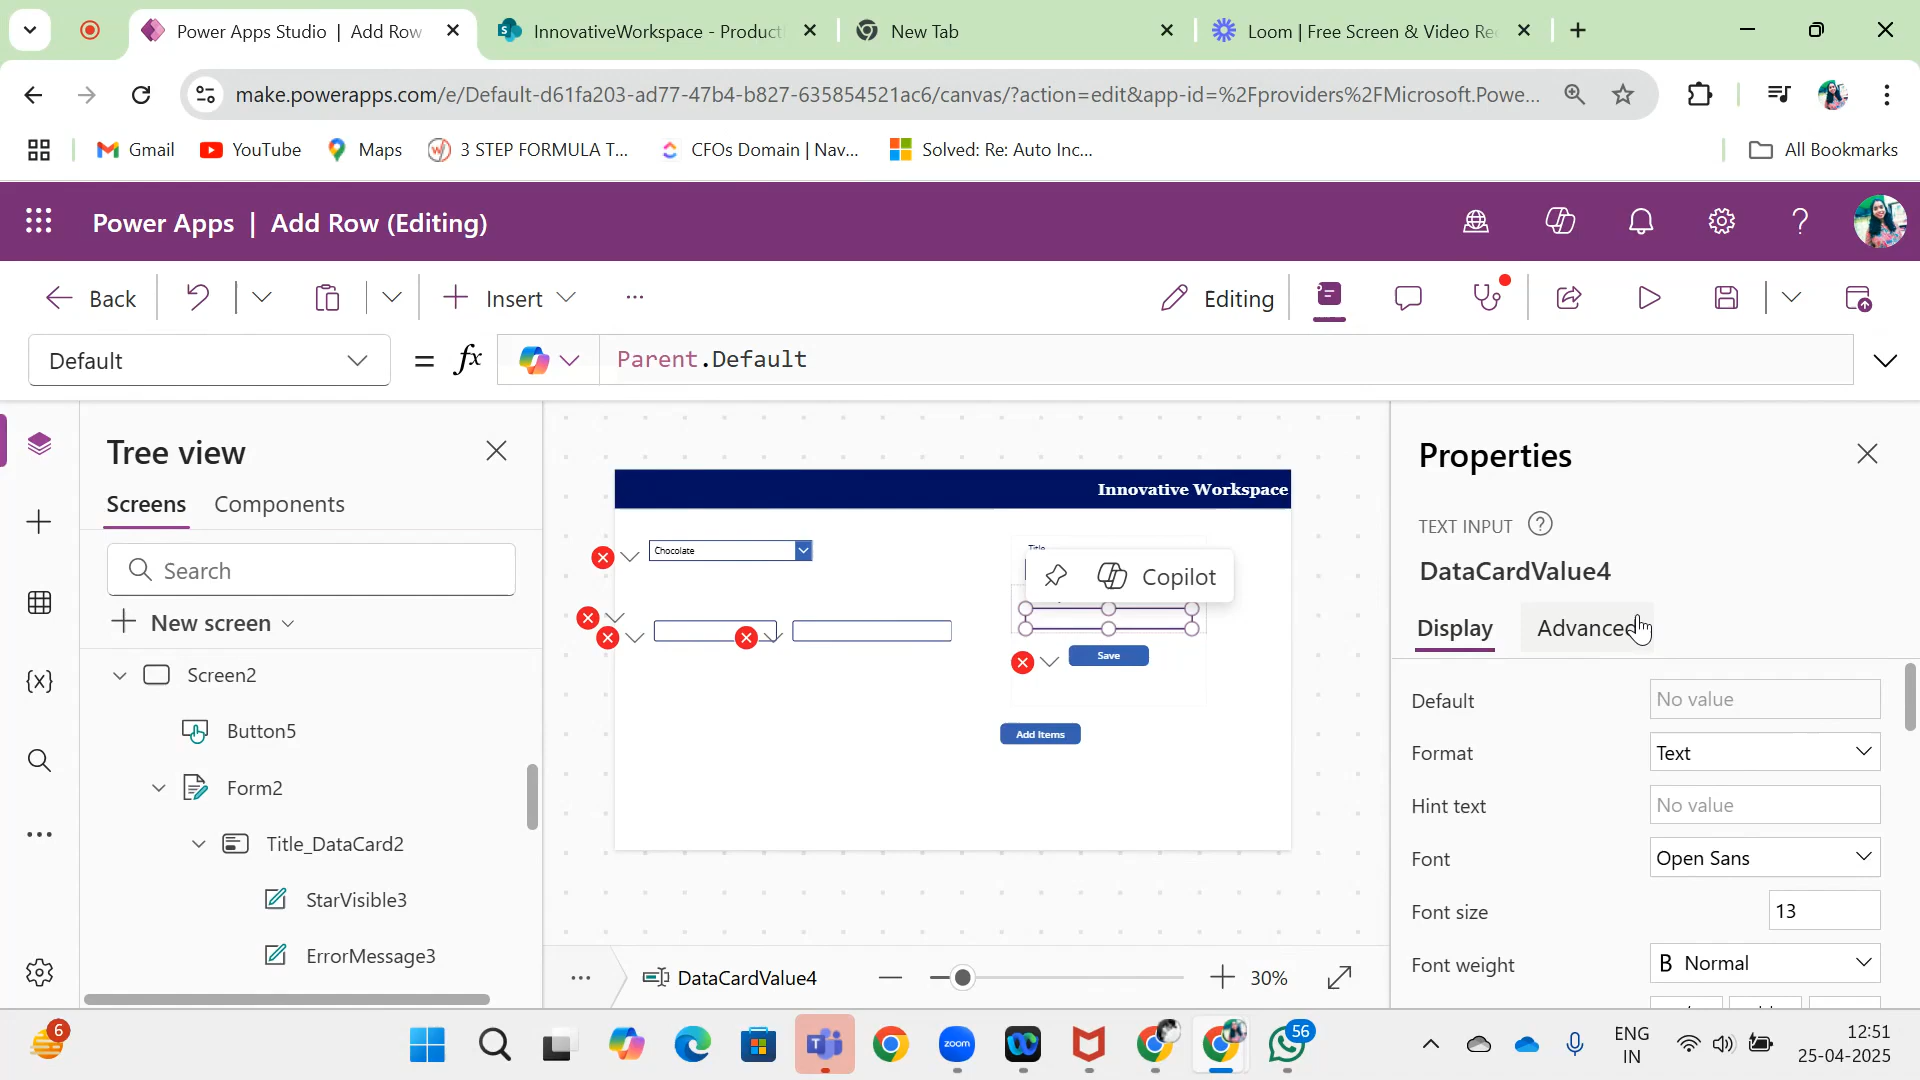 Power Apps Studio | Add Row
InnovativeWorkspace - Product
New Tab
Loom | Free Screen & Video Re
make.powerapps.com/e/Default-d61fa203-ad77-47b4-b827-635854521ac6/canvas/?action=edit&app-id=%2Fproviders%2FMicrosoft.Powe...
Gmail
YouTube
Maps
3 STEP FORMULA T...
CFOs Domain | Nav...
Solved: Re: Auto Inc...
All Bookmarks
Power Apps | Add Row (Editing)
Back
Insert
Editing
Default
= fx
Parent.Default
Tree view
Screens
Components
Search
New screen
Screen2
Button5
Form2
Title_DataCard2
StarVisible3
ErrorMessage3
Innovative Workspace
Chocolate
Title
Copilot
Save
Add Items
DataCardValue4
30%
Properties
TEXT INPUT
DataCardValue4
Display
Advanced
Default
No value
Format
Text
Hint text
No value
Font
Open Sans
Font size
13
Font weight
B Normal
6
zoom
56
ENG
IN
12:51
25-04-2025